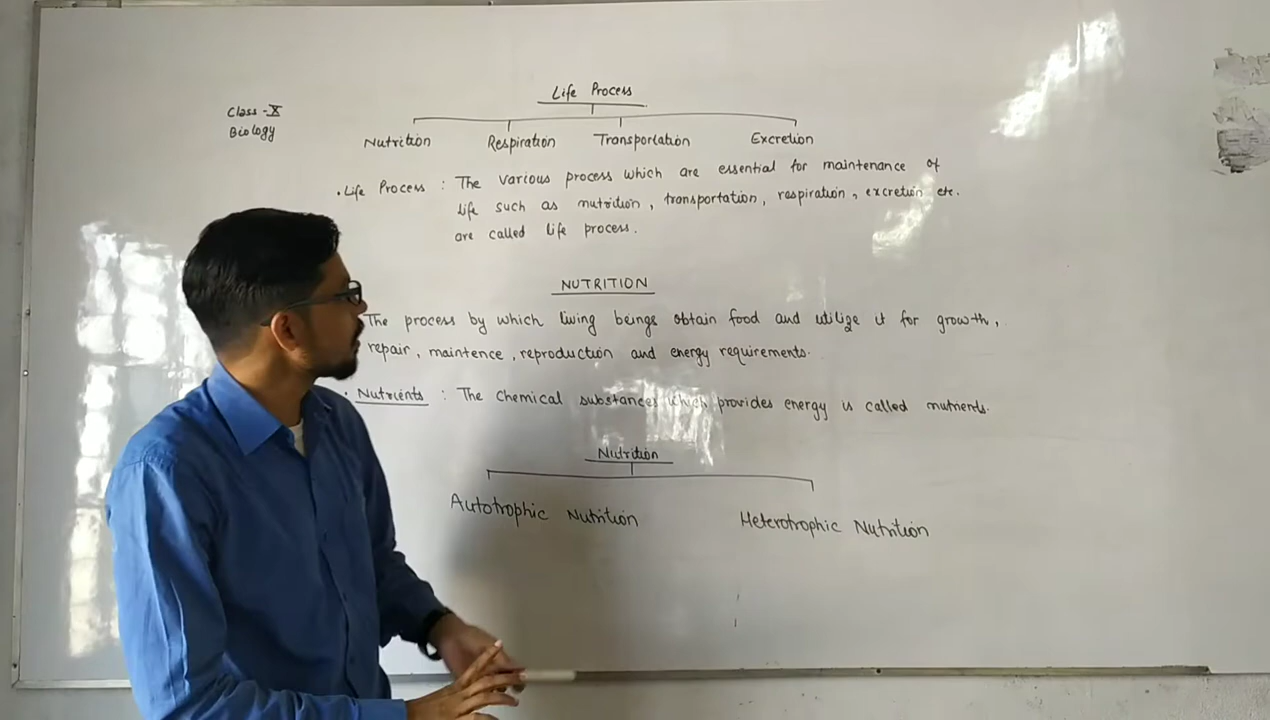 Class - X
Biology
Life Process
Nutrition Respiration Transportation Excretion
• Life Process : The various process which are essential for maintenance of
life such as nutrition, transportation, respiration, excretion etc.
are called life process.
NUTRITION
The process by which living beings obtain food and utilize it for growth,
repair, maintence, reproduction and energy requirements.
• Nutrients : The chemical substances which provides energy is called nutrients.
Nutrition
Autotrophic Nutrition Heterotrophic Nutrition